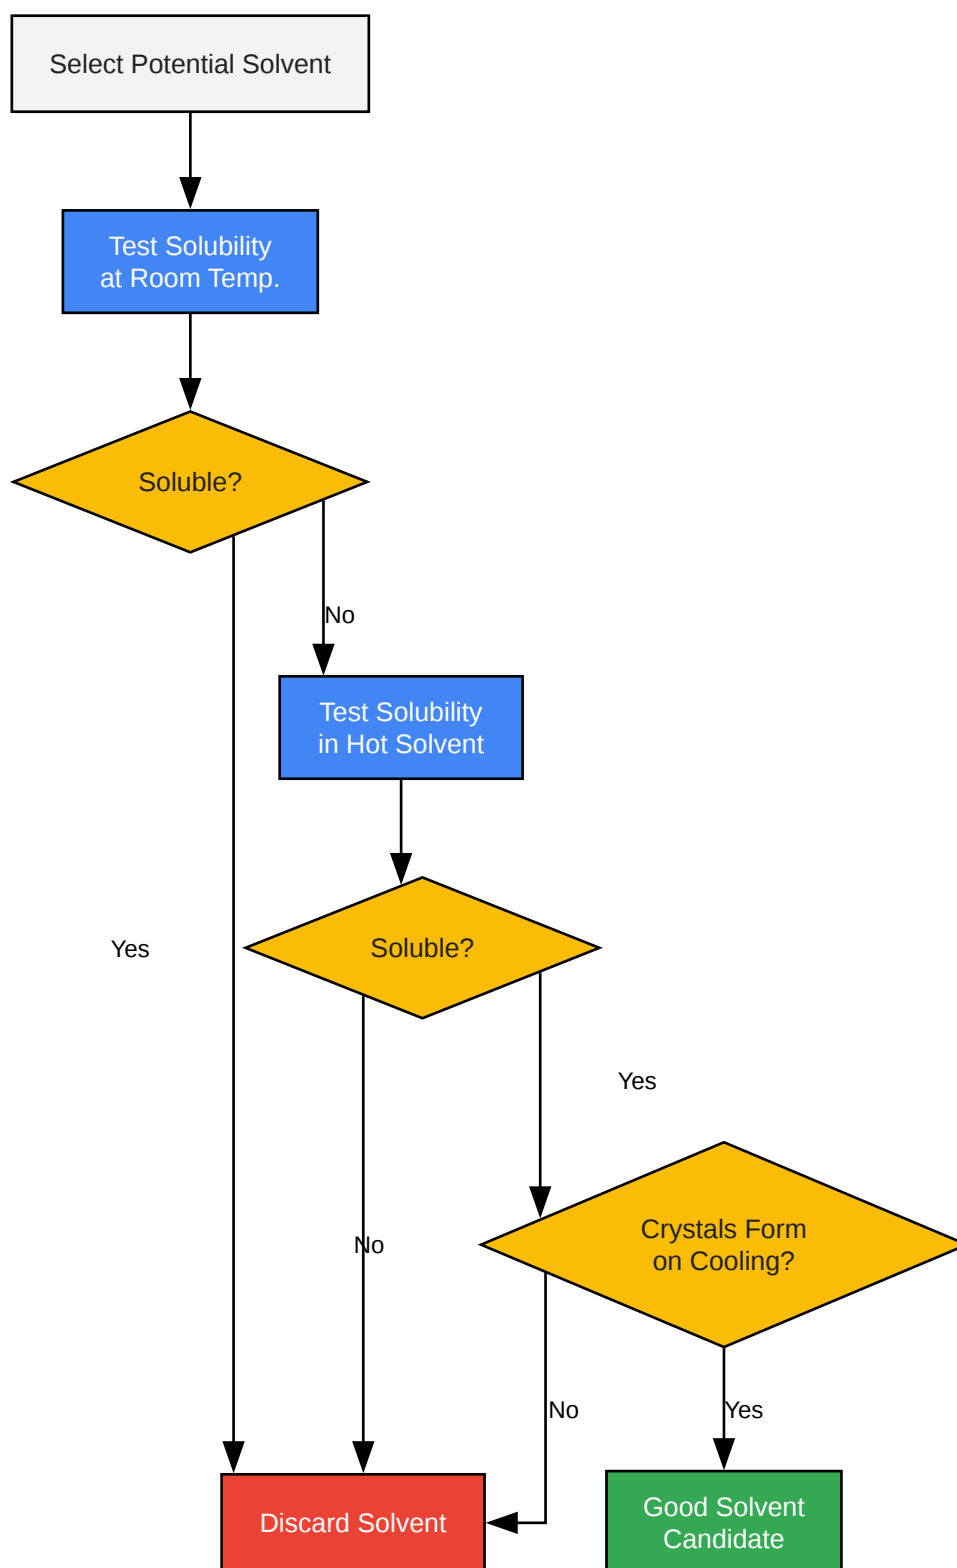 Select Potential Solvent
Test Solubility
at Room Temp.
Soluble?
No
Test Solubility
in Hot Solvent
Yes
Soluble?
Yes
No
Crystals Form
on Cooling?
No
Yes
Discard Solvent
Good Solvent
Candidate